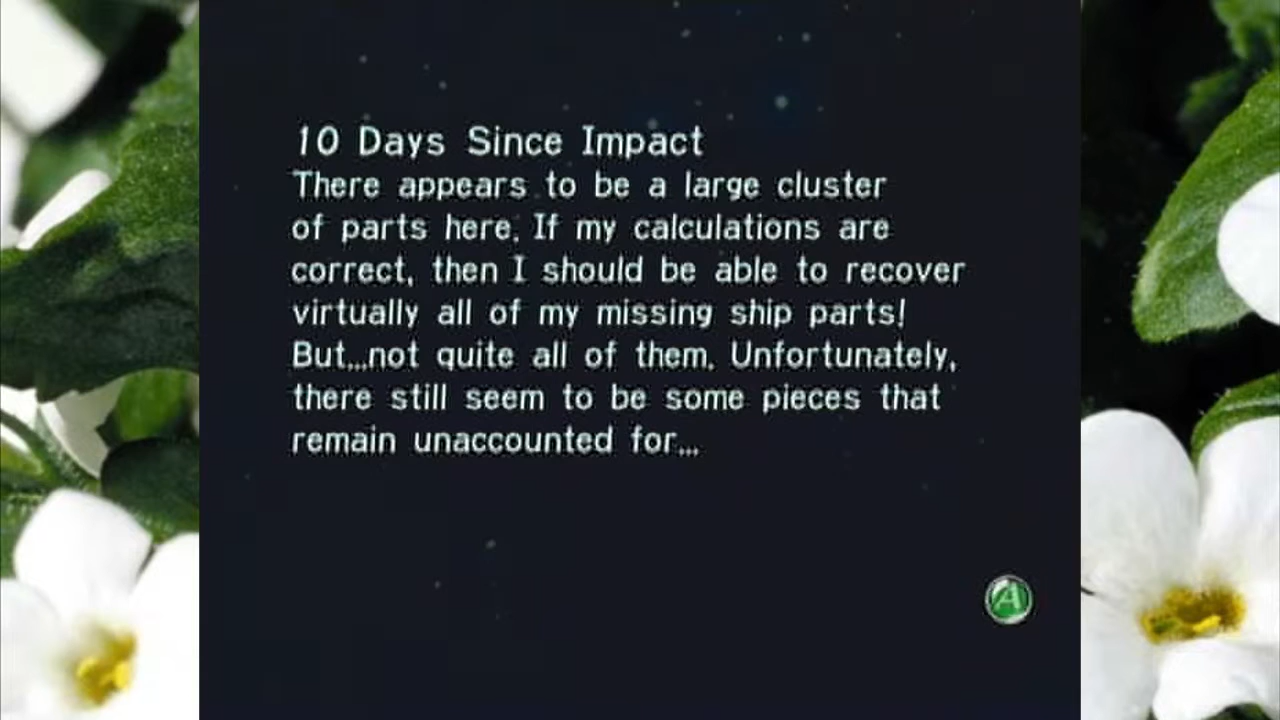 10 Days Since Impact
There appears to be a large cluster
of parts here. If my calculations are
correct, then I should be able to recover
virtually all of my missing ship parts!
But...not quite all of them. Unfortunately,
there still seem to be some pieces that
remain unaccounted for...
A